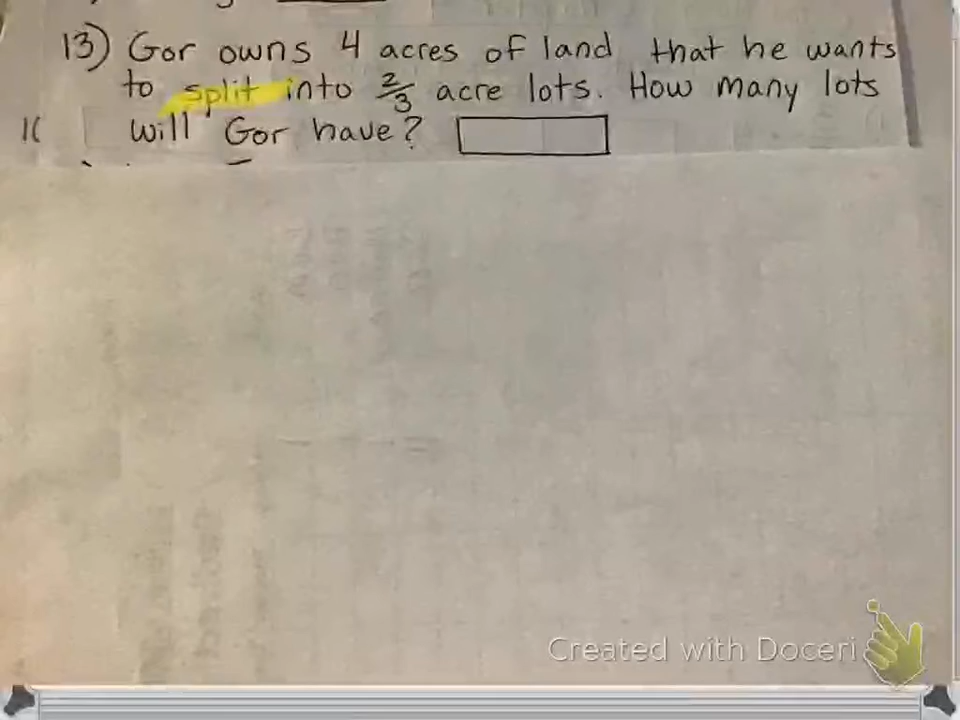 13) Gor owns 4 acres of land that he wants
to split into 2/3 acre lots. How many lots
will Gor have?
Created with Doceri